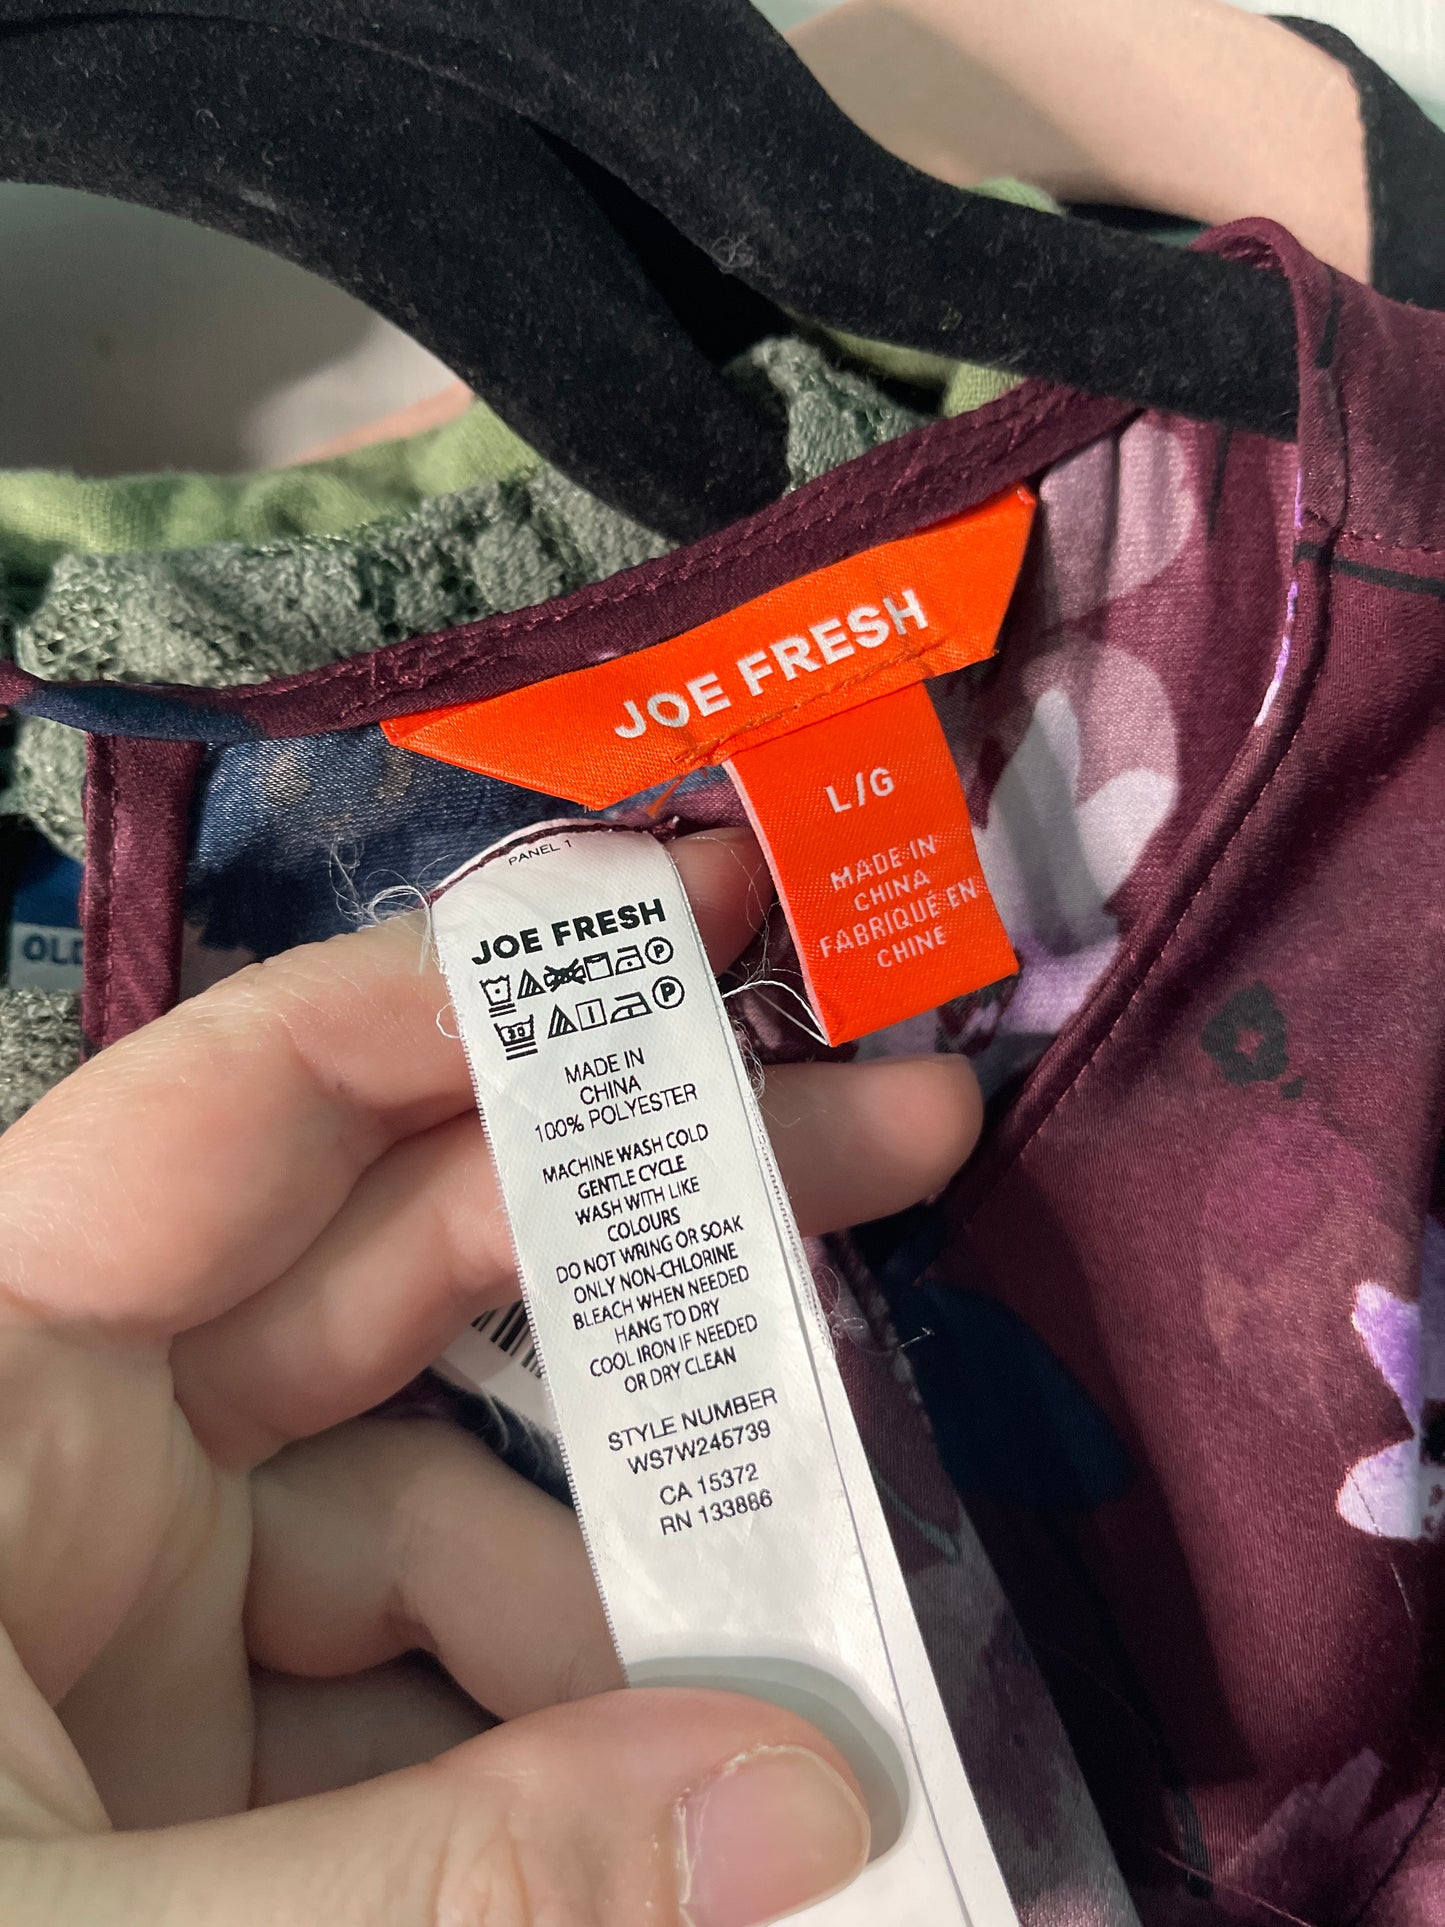 JOE FRESH
L/G
MADE IN
CHINA
FABRIQUÉ EN
CHINE
PANEL 1
JOE FRESH
P
30
P
MADE IN
CHINA
100% POLYESTER
MACHINE WASH COLD
GENTLE CYCLE
WASH WITH LIKE
COLOURS
DO NOT WRING OR SOAK
ONLY NON-CHLORINE
BLEACH WHEN NEEDED
HANG TO DRY
COOL IRON IF NEEDED
OR DRY CLEAN
STYLE NUMBER
WS7W245739
CA 15372
RN 133886
OLD